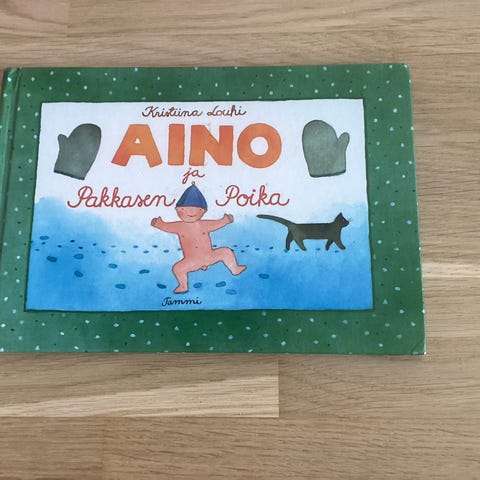 Kristiina Louhi
AINO
ja
Pakkasen Poika
Tammi